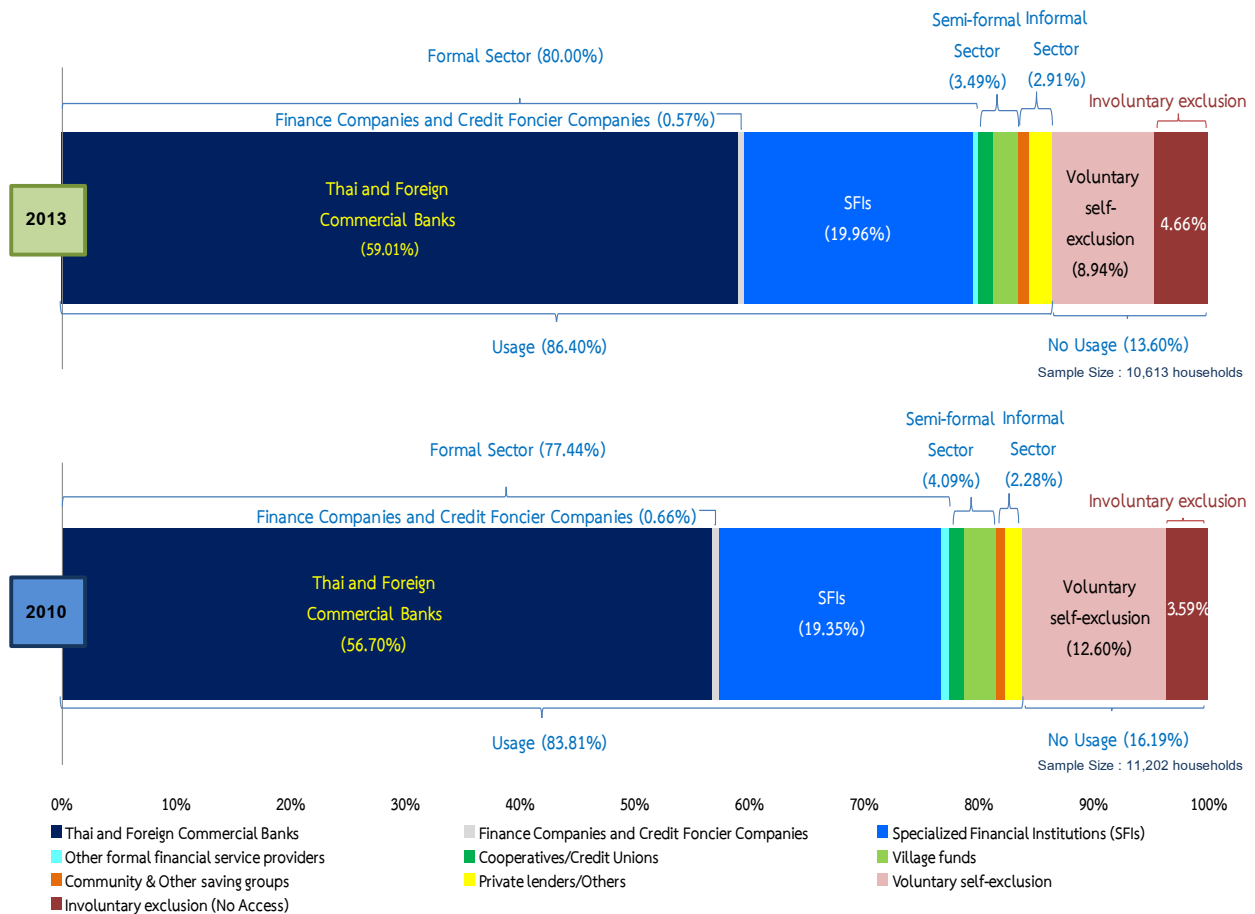 Semi-formal
Sector
(3.49%)
Informal
Sector
(2.91%)
Formal Sector (80.00%)
Involuntary exclusion
Finance Companies and Credit Foncier Companies (0.57%)
2013
Thai and Foreign
Commercial Banks
(59.01%)
SFIs
(19.96%)
Voluntary
self-
exclusion
(8.94%)
4.66%
Usage (86.40%)
No Usage (13.60%)
Sample Size : 10,613 households
Semi-formal
Sector
(4.09%)
Informal
Sector
(2.28%)
Formal Sector (77.44%)
Involuntary exclusion
Finance Companies and Credit Foncier Companies (0.66%)
2010
Thai and Foreign
Commercial Banks
(56.70%)
SFIs
(19.35%)
Voluntary
self-exclusion
(12.60%)
3.59%
Usage (83.81%)
No Usage (16.19%)
Sample Size : 11,202 households
0% 10% 20% 30% 40% 50% 60% 70% 80% 90% 100%
Thai and Foreign Commercial Banks
Finance Companies and Credit Foncier Companies
Specialized Financial Institutions (SFIs)
Other formal financial service providers
Cooperatives/Credit Unions
Village funds
Community & Other saving groups
Private lenders/Others
Voluntary self-exclusion
Involuntary exclusion (No Access)